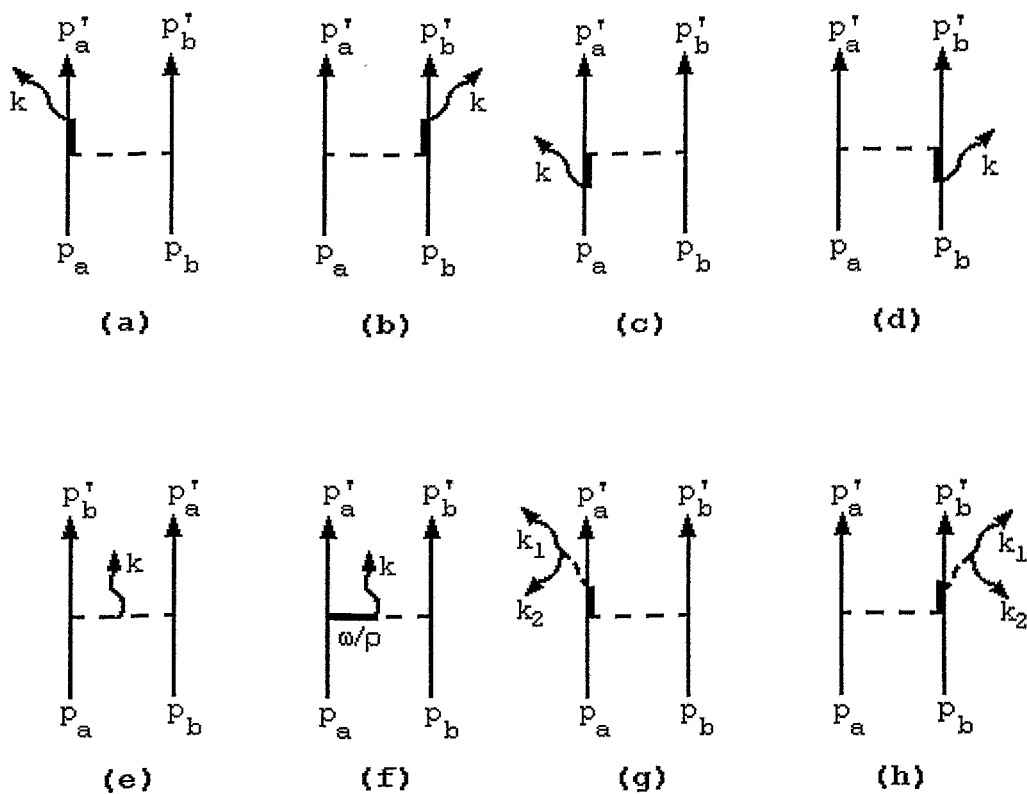 p'a p'b p'a p'b p'a p'b p'a p'b
k k k k
pa pb pa pb pa pb pa pb
(a) (b) (c) (d)
p'b p'a p'a p'b p'a p'b p'a p'b
k k k1 k1
k2 k2
ω/ρ
pa pb pa pb pa pb pa pb
(e) (f) (g) (h)